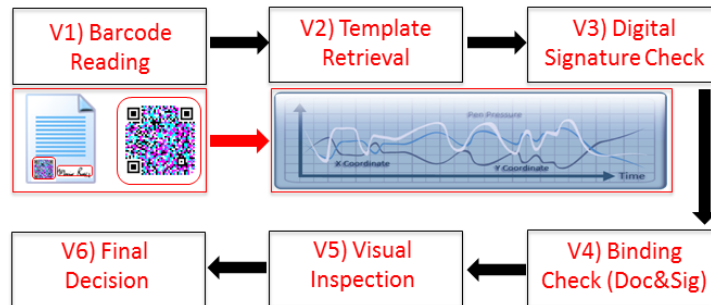 V1) Barcode
Reading
V2) Template
Retrieval
V3) Digital
Signature Check
Pen Pressure
X Coordinate
Y Coordinate
Time
V6) Final
Decision
V5) Visual
Inspection
V4) Binding
Check (Doc&Sig)